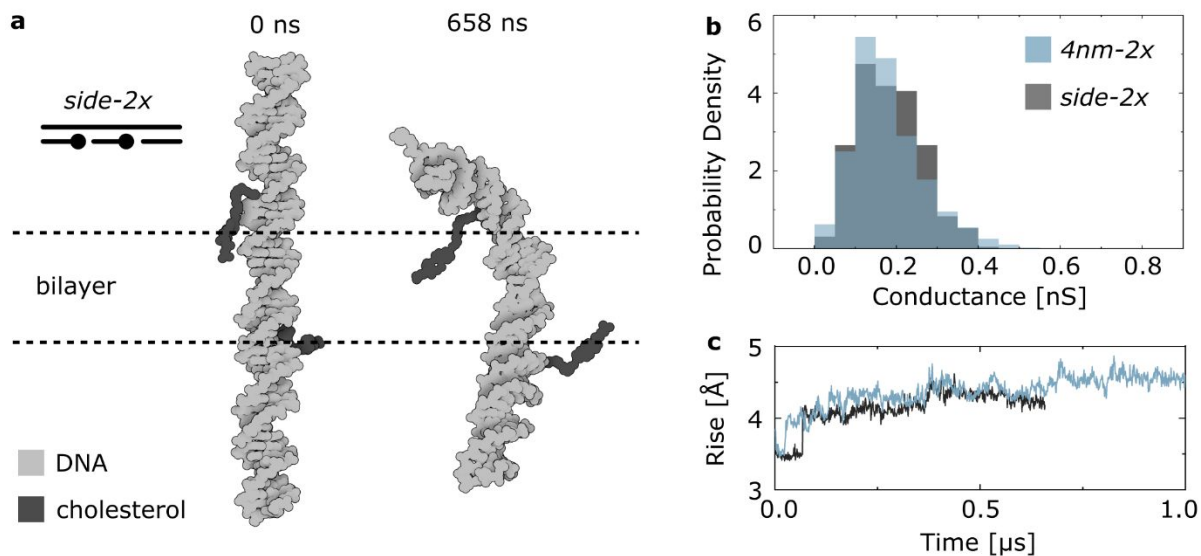 a
0 ns
658 ns
side-2x
bilayer
DNA
cholesterol
b
Probability Density
6
4
2
0
4nm-2x
side-2x
0.0 0.2 0.4 0.6 0.8
Conductance [nS]
c
Rise [Å]
5
4
3
0.0 0.5 1.0
Time [µs]